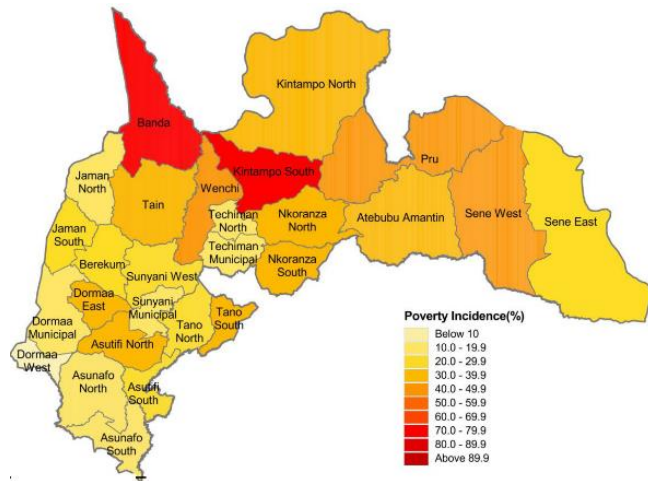 Kintampo North
Banda
Pru
Jaman
North
Kintampo South
Wenchi
Tain
Techiman
North
Nkoranza
North
Atebubu Amantin
Sene West
Sene East
Jaman
South
Techiman
Municipal
Berekum
Sunyani West
Nkoranza
South
Dormaa
East
Sunyani
Municipal
Tano
South
Dormaa
Municipal
Tano
North
Asutifi North
Dormaa
West
Asunafo
North
Asutifi
South
Asunafo
South
Poverty Incidence(%)
Below 10
10.0 - 19.9
20.0 - 29.9
30.0 - 39.9
40.0 - 49.9
50.0 - 59.9
60.0 - 69.9
70.0 - 79.9
80.0 - 89.9
Above 89.9